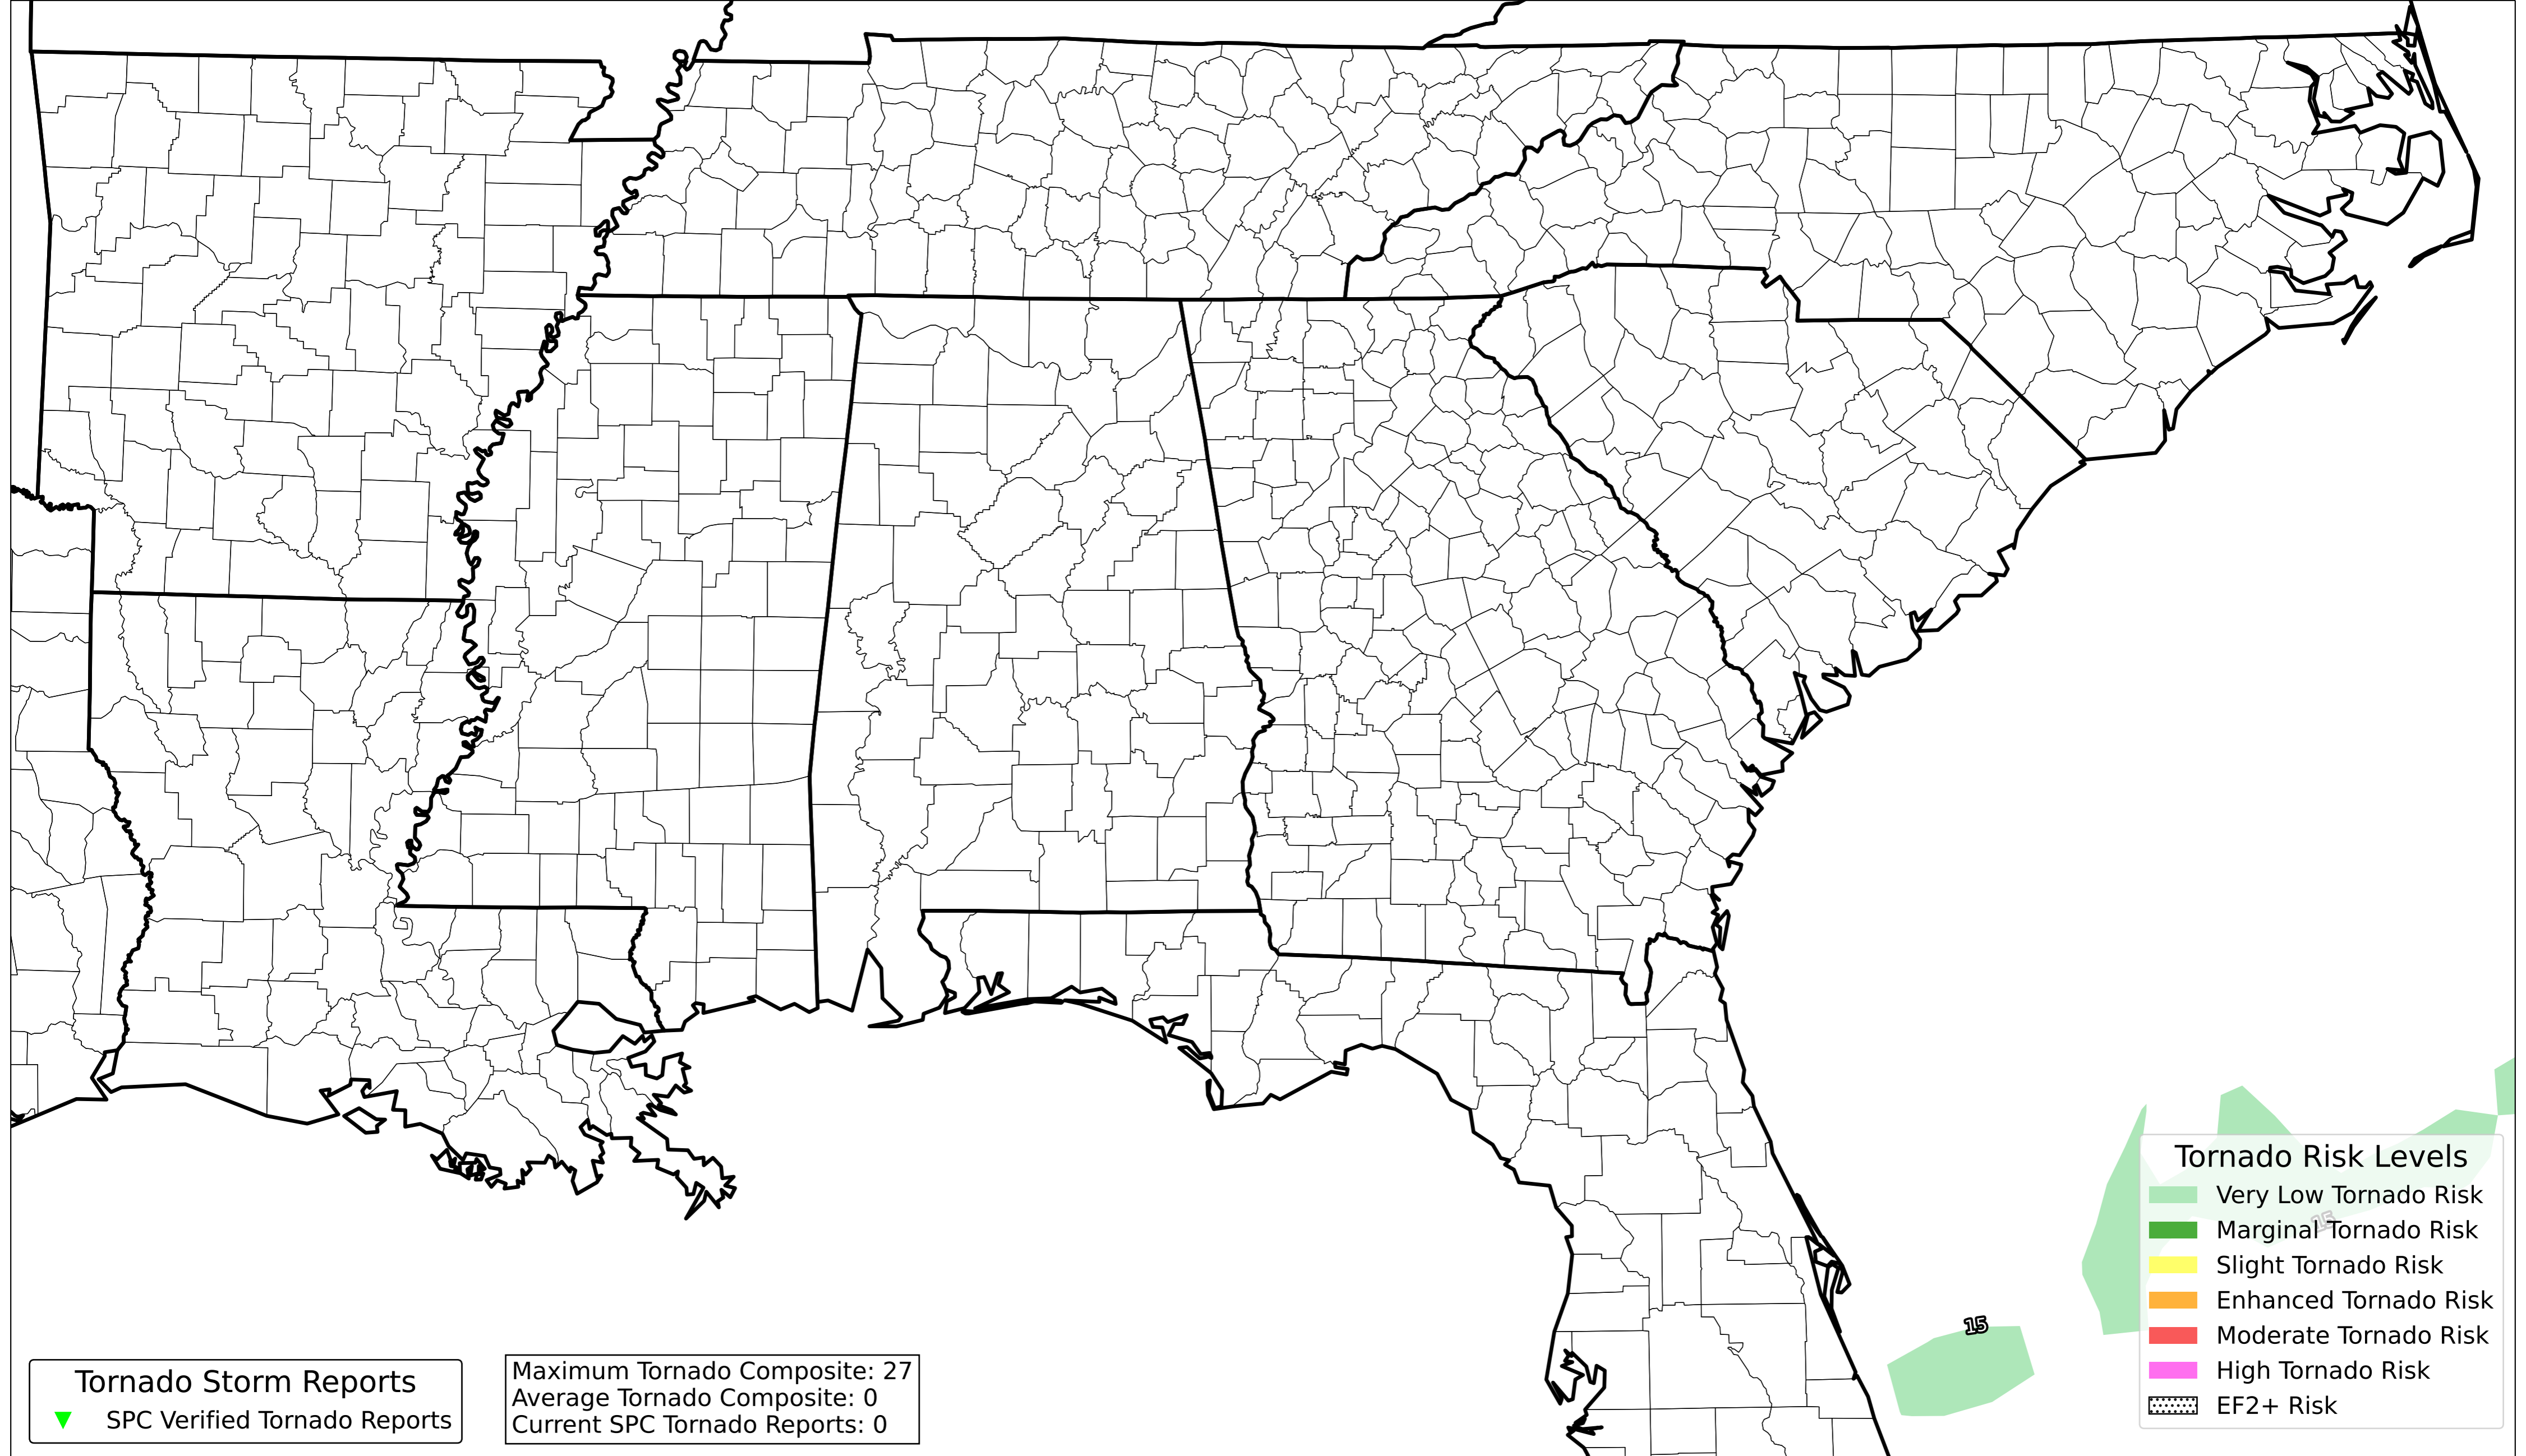 15
Tornado Risk Levels
Very Low Tornado Risk
15
Marginal Tornado Risk
Slight Tornado Risk
Enhanced Tornado Risk
15
Moderate Tornado Risk
High Tornado Risk
EF2+ Risk
Tornado Storm Reports
SPC Verified Tornado Reports
Maximum Tornado Composite: 27
Average Tornado Composite: 0
Current SPC Tornado Reports: 0